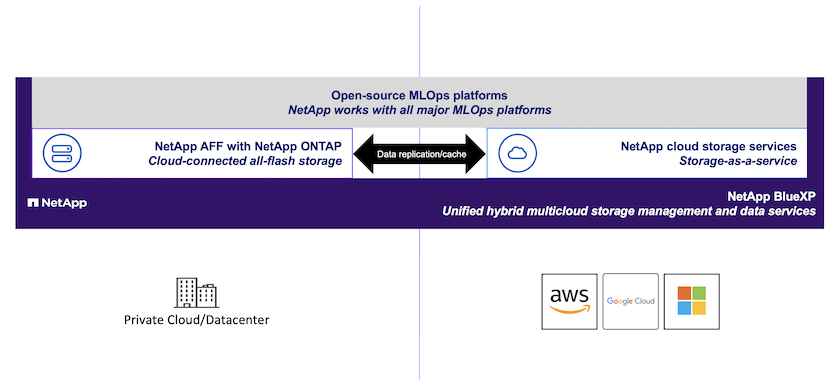 Open-source MLOps platforms
NetApp works with all major MLOps platforms
NetApp AFF with NetApp ONTAP
Cloud-connected all-flash storage
Data replication/cache
NetApp cloud storage services
Storage-as-a-service
NetApp
NetApp BlueXP
Unified hybrid multicloud storage management and data services
Private Cloud/Datacenter
aws
Google Cloud